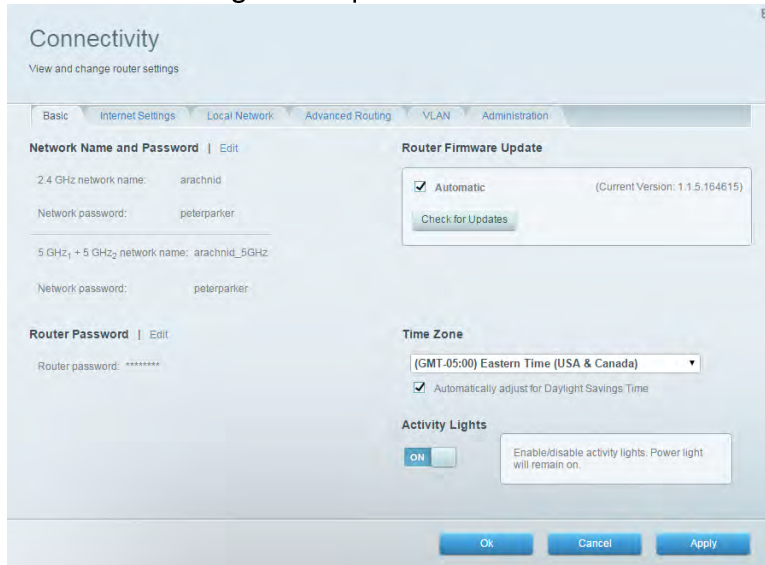 Connectivity
View and change router settings
Basic
Internet Settings
Local Network
Advanced Routing
VLAN
Administration
Network Name and Password | Edit
2.4 GHz network name: arachnid
Network password: peterparker
5 GHz1 + 5 GHz2 network name: arachnid_5GHz
Network password: peterparker
Router Password | Edit
Router password: ********
Router Firmware Update
Automatic
(Current Version: 1.1.5.164615)
Check for Updates
Time Zone
(GMT-05:00) Eastern Time (USA & Canada)
Automatically adjust for Daylight Savings Time
Activity Lights
ON
Enable/disable activity lights. Power light
will remain on.
Ok
Cancel
Apply